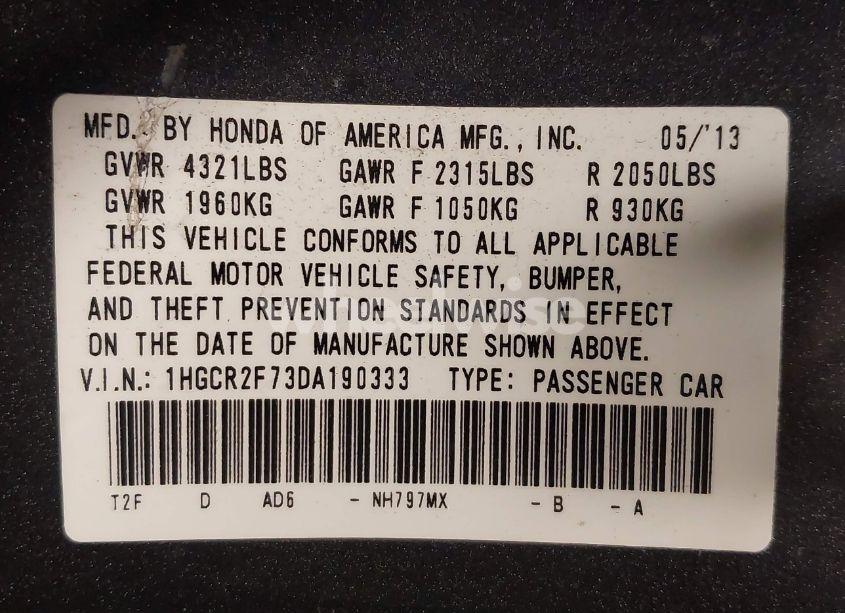 MFD. BY HONDA OF AMERICA MFG., INC. 05/'13
GVWR 4321LBS GAWR F 2315LBS R 2050LBS
GVWR 1960KG GAWR F 1050KG R 930KG
THIS VEHICLE CONFORMS TO ALL APPLICABLE
FEDERAL MOTOR VEHICLE SAFETY, BUMPER,
AND THEFT PREVENTION STANDARDS IN EFFECT
ON THE DATE OF MANUFACTURE SHOWN ABOVE.
V.I.N.: 1HGCR2F73DA190333 TYPE: PASSENGER CAR
T2F D AD6 - NH797MX - B - A